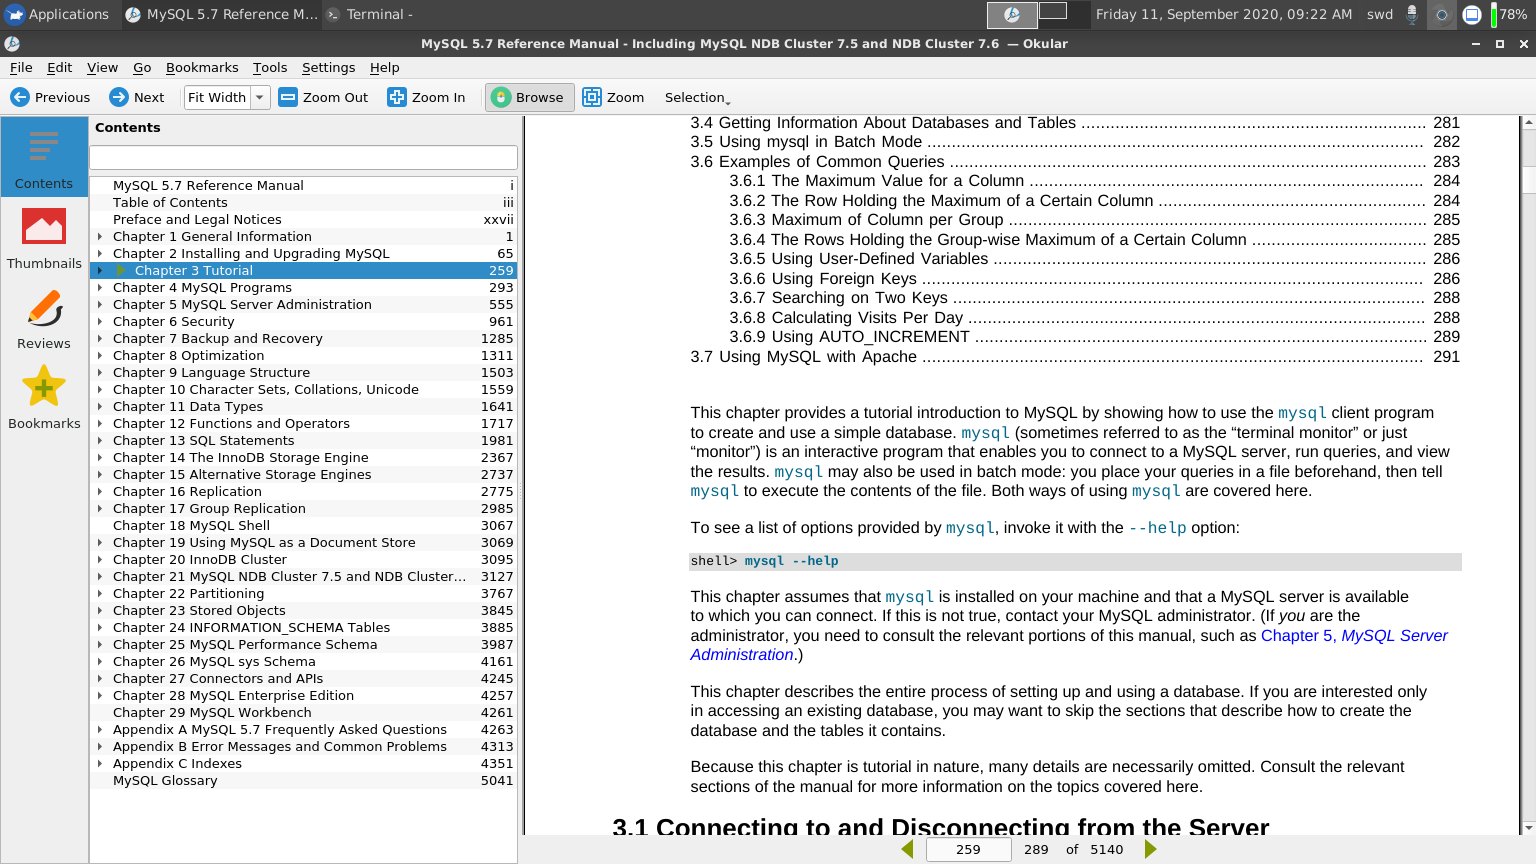 Applications
MySQL 5.7 Reference M...
Terminal -
Friday 11, September 2020, 09:22 AM
swd
78%
MySQL 5.7 Reference Manual - Including MySQL NDB Cluster 7.5 and NDB Cluster 7.6 — Okular
File Edit View Go Bookmarks Tools Settings Help
Previous Next Fit Width Zoom Out Zoom In Browse Zoom Selection
Contents
Thumbnails
Reviews
Bookmarks
Contents
MySQL 5.7 Reference Manual i
Table of Contents iii
Preface and Legal Notices xxvii
Chapter 1 General Information 1
Chapter 2 Installing and Upgrading MySQL 65
Chapter 3 Tutorial 259
Chapter 4 MySQL Programs 293
Chapter 5 MySQL Server Administration 555
Chapter 6 Security 961
Chapter 7 Backup and Recovery 1285
Chapter 8 Optimization 1311
Chapter 9 Language Structure 1503
Chapter 10 Character Sets, Collations, Unicode 1559
Chapter 11 Data Types 1641
Chapter 12 Functions and Operators 1717
Chapter 13 SQL Statements 1981
Chapter 14 The InnoDB Storage Engine 2367
Chapter 15 Alternative Storage Engines 2737
Chapter 16 Replication 2775
Chapter 17 Group Replication 2985
Chapter 18 MySQL Shell 3067
Chapter 19 Using MySQL as a Document Store 3069
Chapter 20 InnoDB Cluster 3095
Chapter 21 MySQL NDB Cluster 7.5 and NDB Cluster... 3127
Chapter 22 Partitioning 3767
Chapter 23 Stored Objects 3845
Chapter 24 INFORMATION_SCHEMA Tables 3885
Chapter 25 MySQL Performance Schema 3987
Chapter 26 MySQL sys Schema 4161
Chapter 27 Connectors and APIs 4245
Chapter 28 MySQL Enterprise Edition 4257
Chapter 29 MySQL Workbench 4261
Appendix A MySQL 5.7 Frequently Asked Questions 4263
Appendix B Error Messages and Common Problems 4313
Appendix C Indexes 4351
MySQL Glossary 5041
3.4 Getting Information About Databases and Tables ........ 281
3.5 Using mysql in Batch Mode ........ 282
3.6 Examples of Common Queries ........ 283
3.6.1 The Maximum Value for a Column ........ 284
3.6.2 The Row Holding the Maximum of a Certain Column ........ 284
3.6.3 Maximum of Column per Group ........ 285
3.6.4 The Rows Holding the Group-wise Maximum of a Certain Column ........ 285
3.6.5 Using User-Defined Variables ........ 286
3.6.6 Using Foreign Keys ........ 286
3.6.7 Searching on Two Keys ........ 288
3.6.8 Calculating Visits Per Day ........ 288
3.6.9 Using AUTO_INCREMENT ........ 289
3.7 Using MySQL with Apache ........ 291
This chapter provides a tutorial introduction to MySQL by showing how to use the mysql client program
to create and use a simple database. mysql (sometimes referred to as the “terminal monitor” or just
“monitor”) is an interactive program that enables you to connect to a MySQL server, run queries, and view
the results. mysql may also be used in batch mode: you place your queries in a file beforehand, then tell
mysql to execute the contents of the file. Both ways of using mysql are covered here.
To see a list of options provided by mysql, invoke it with the --help option:
shell> mysql --help
This chapter assumes that mysql is installed on your machine and that a MySQL server is available
to which you can connect. If this is not true, contact your MySQL administrator. (If you are the
administrator, you need to consult the relevant portions of this manual, such as Chapter 5, MySQL Server
Administration.)
This chapter describes the entire process of setting up and using a database. If you are interested only
in accessing an existing database, you may want to skip the sections that describe how to create the
database and the tables it contains.
Because this chapter is tutorial in nature, many details are necessarily omitted. Consult the relevant
sections of the manual for more information on the topics covered here.
3.1 Connecting to and Disconnecting from the Server
259 289 of 5140